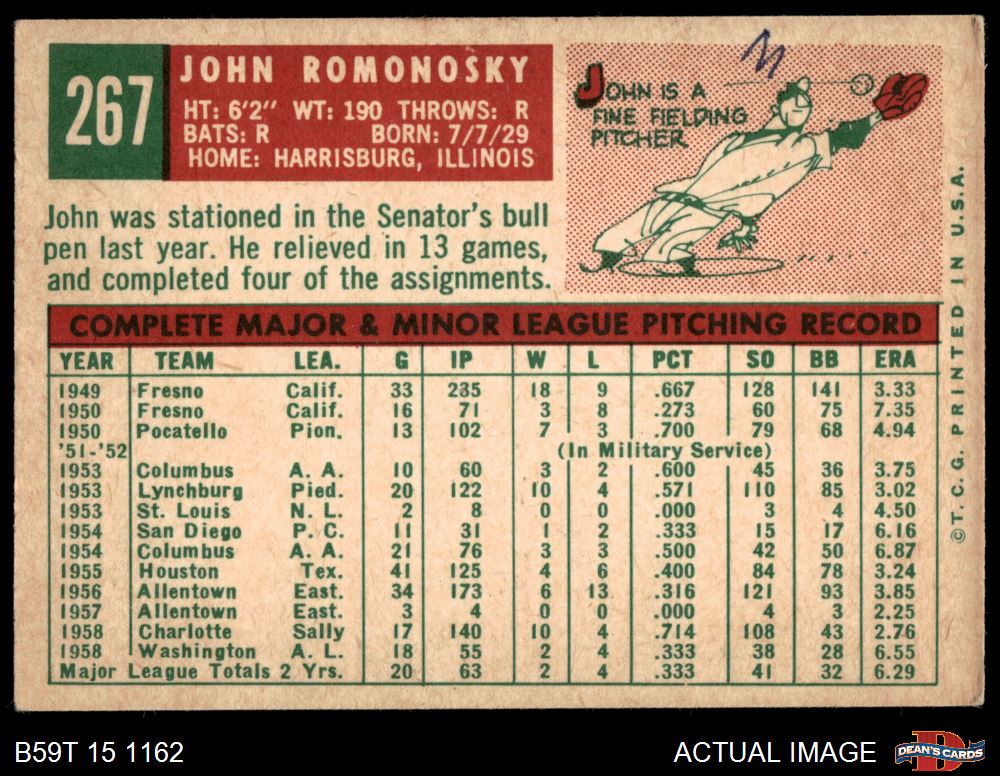 267
JOHN ROMONOSKY
HT: 6'2" WT: 190 THROWS: R
BATS: R BORN: 7/7/29
HOME: HARRISBURG, ILLINOIS
M
JOHN IS A
FINE FIELDING
PITCHER
John was stationed in the Senator's bull
pen last year. He relieved in 13 games,
and completed four of the assignments.
COMPLETE MAJOR & MINOR LEAGUE PITCHING RECORD
YEAR TEAM LEA. G IP W L PCT SO BB ERA
1949 Fresno Calif. 33 235 18 9 .667 128 141 3.33
1950 Fresno Calif. 16 71 3 8 .273 60 75 7.35
1950 Pocatello Pion. 13 102 7 3 .700 79 68 4.94
'51-'52 (In Military Service)
1953 Columbus A. A. 10 60 3 2 .600 45 36 3.75
1953 Lynchburg Pied. 20 122 10 4 .571 110 85 3.02
1953 St. Louis N. L. 2 8 0 0 .000 3 4 4.50
1954 San Diego P. C. 11 31 1 2 .333 15 17 6.16
1954 Columbus A. A. 21 76 3 3 .500 42 50 6.87
1955 Houston Tex. 41 125 4 6 .400 84 78 3.24
1956 Allentown East. 34 173 6 13 .316 121 93 3.85
1957 Allentown East. 3 4 0 0 .000 4 3 2.25
1958 Charlotte Sally 17 140 10 4 .714 108 43 2.76
1958 Washington A. L. 18 55 2 4 .333 38 28 6.55
Major League Totals 2 Yrs. 20 63 2 4 .333 41 32 6.29
©T. C. G. PRINTED IN U.S.A.
B59T 15 1162
ACTUAL IMAGE
DEAN'S CARDS